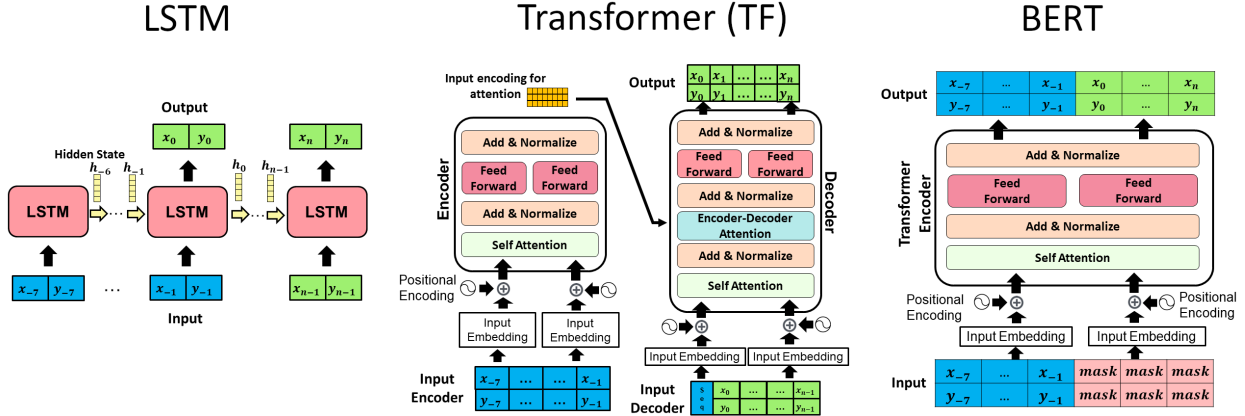 LSTM
Output
x₀ y₀
xₙ yₙ
Hidden State
h₋₆ h₋₁ h₀ hₙ₋₁
LSTM ... LSTM ... LSTM
x₋₇ y₋₇ ... x₋₁ y₋₁ xₙ₋₁ yₙ₋₁
Input
Transformer (TF)
Input encoding for
attention
Encoder
Add & Normalize
Feed
Forward
Feed
Forward
Add & Normalize
Self Attention
Positional
Encoding
Input
Embedding
Input
Embedding
Input
Encoder
x₋₇ ... ... x₋₁
y₋₇ ... ... y₋₁
Output
x₀ x₁ ... ... xₙ
y₀ y₁ ... ... yₙ
Decoder
Add & Normalize
Feed
Forward
Feed
Forward
Add & Normalize
Encoder-Decoder
Attention
Add & Normalize
Self Attention
Input Embedding
Input Embedding
Input
Decoder
x₀ ... ... xₙ₋₁
y₀ ... ... yₙ₋₁
BERT
Output
x₋₇ ... x₋₁ x₀ ... xₙ
y₋₇ ... y₋₁ y₀ ... yₙ
Transformer
Encoder
Add & Normalize
Feed
Forward
Feed
Forward
Add & Normalize
Self Attention
Positional
Encoding
Positional
Encoding
Input Embedding
Input Embedding
Input
x₋₇ ... x₋₁ mask mask mask
y₋₇ ... y₋₁ mask mask mask